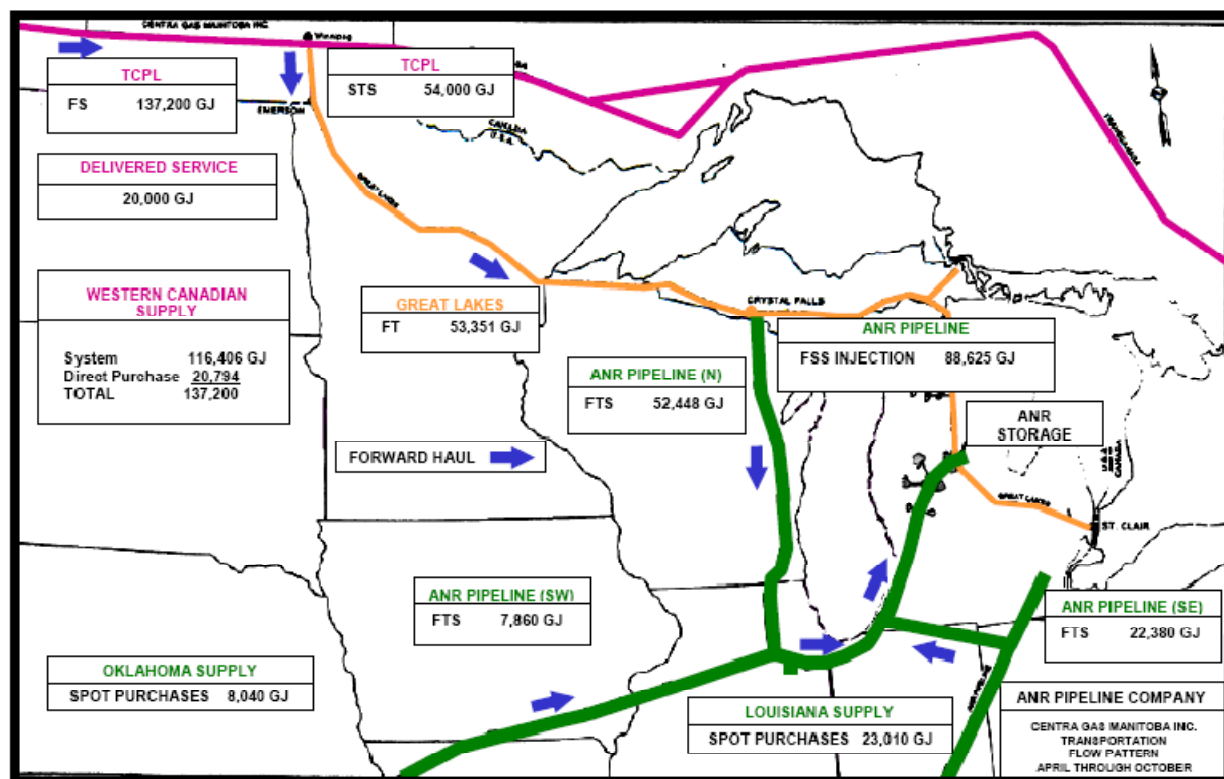 CENTRA GAS MANITOBA INC.
Winnipeg
TCPL
FS 137,200 GJ
TCPL
STS 54,000 GJ
EMERSON
CANADA
U.S.A.
TRANSCANADA
DELIVERED SERVICE
20,000 GJ
GREAT LAKES
WESTERN CANADIAN
SUPPLY
System 116,406 GJ
Direct Purchase 20,794
TOTAL 137,200
GREAT LAKES
FT 53,351 GJ
CRYSTAL FALLS
ANR PIPELINE
FSS INJECTION 88,625 GJ
ANR PIPELINE (N)
FTS 52,448 GJ
ANR
STORAGE
FORWARD HAUL
CANADA
GREAT LAKES
ST. CLAIR
ANR PIPELINE (SW)
FTS 7,860 GJ
ANR PIPELINE (SE)
FTS 22,380 GJ
OKLAHOMA SUPPLY
SPOT PURCHASES 8,040 GJ
LOUISIANA SUPPLY
SPOT PURCHASES 23,010 GJ
ANR PIPELINE
ANR PIPELINE COMPANY
CENTRA GAS MANITOBA INC.
TRANSPORTATION
FLOW PATTERN
APRIL THROUGH OCTOBER